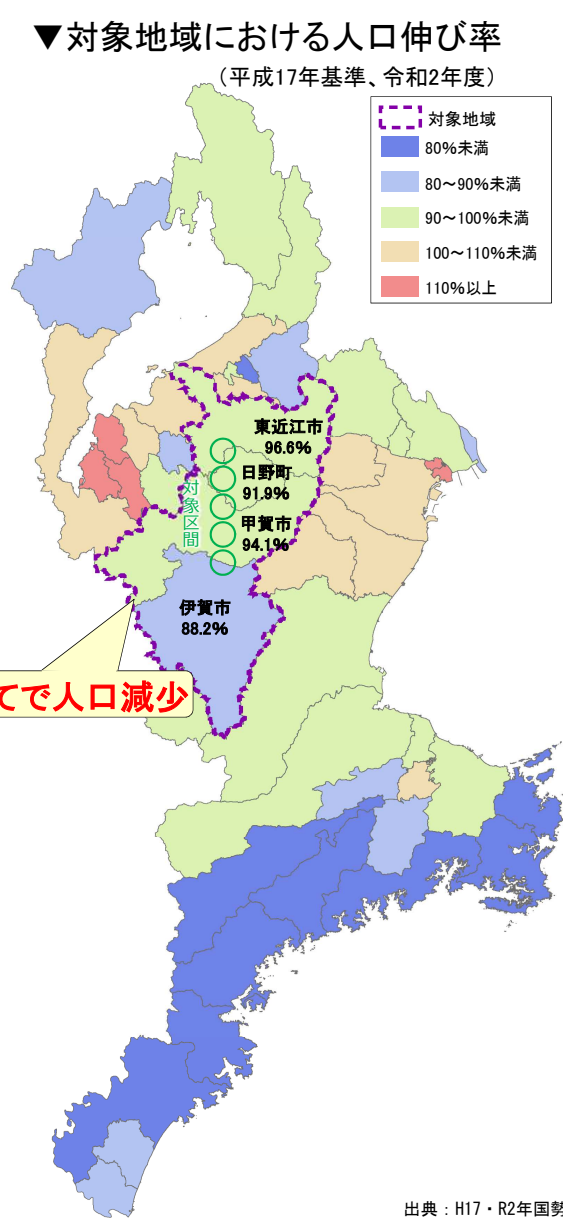 ▼対象地域における人口伸び率
（平成17年基準、令和2年度）
対象地域
80%未満
80～90%未満
90～100%未満
100～110%未満
110%以上
東近江市
96.6%
日野町
91.9%
対象区間
甲賀市
94.1%
伊賀市
88.2%
てで人口減少
出典：H17・R2年国勢